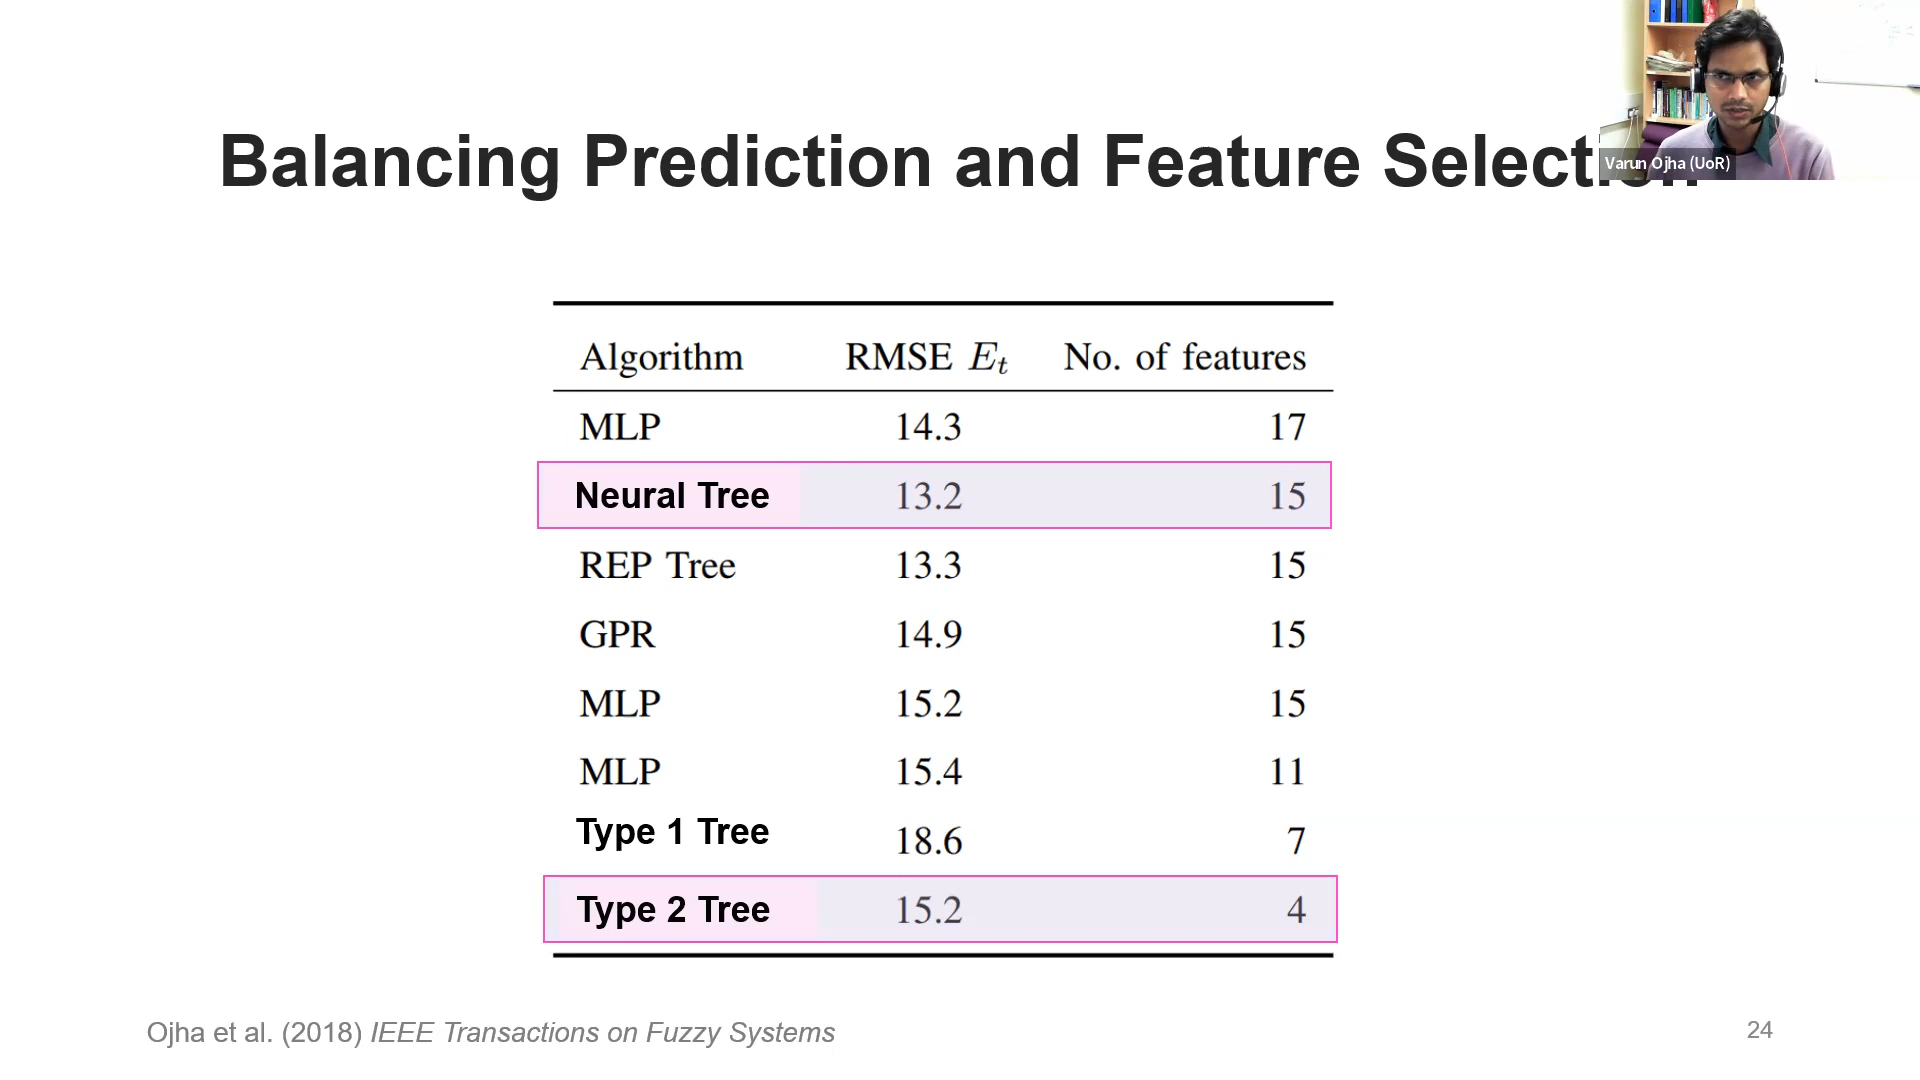 Balancing Prediction and Feature Selection
Varun Ojha (UoR)
Algorithm RMSE E_t No. of features
MLP 14.3 17
Neural Tree 13.2 15
REP Tree 13.3 15
GPR 14.9 15
MLP 15.2 15
MLP 15.4 11
Type 1 Tree 18.6 7
Type 2 Tree 15.2 4
Ojha et al. (2018) IEEE Transactions on Fuzzy Systems
24